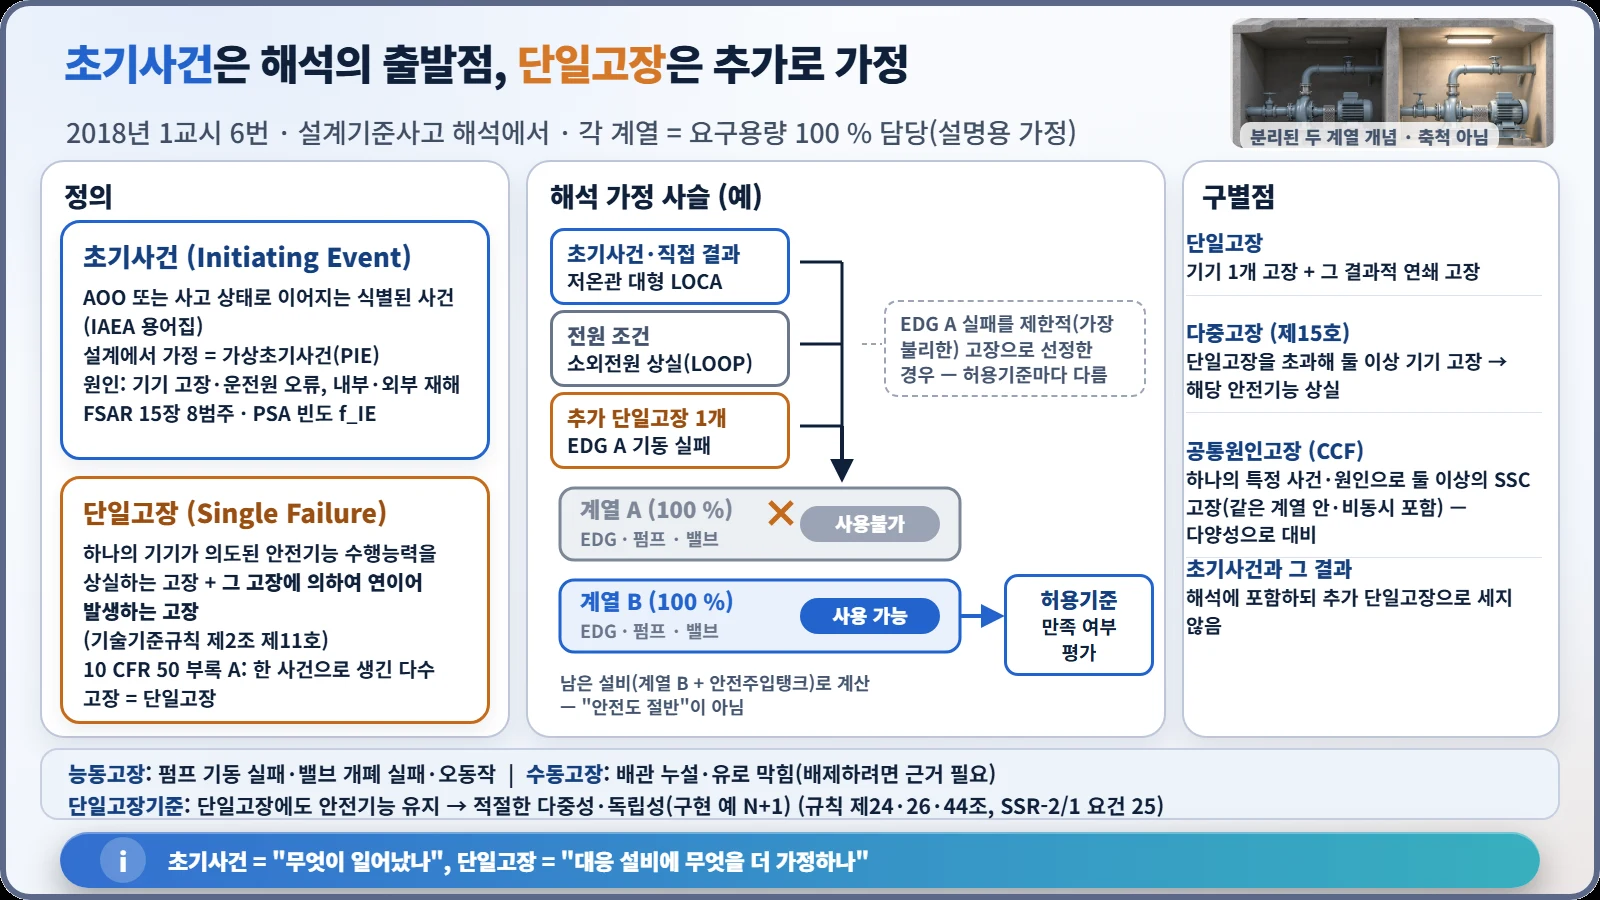 초기사건은 해석의 출발점, 단일고장은 추가로 가정
2018년 1교시 6번 · 설계기준사고 해석에서 · 각 계열 = 요구용량 100 % 담당(설명용 가정)
분리된 두 계열 개념 · 축척 아님
정의
초기사건 (Initiating Event)
AOO 또는 사고 상태로 이어지는 식별된 사건
(IAEA 용어집)
설계에서 가정 = 가상초기사건(PIE)
원인: 기기 고장·운전원 오류, 내부·외부 재해
FSAR 15장 8범주 · PSA 빈도 f_IE
단일고장 (Single Failure)
하나의 기기가 의도된 안전기능 수행능력을
상실하는 고장 + 그 고장에 의하여 연이어
발생하는 고장
(기술기준규칙 제2조 제11호)
10 CFR 50 부록 A: 한 사건으로 생긴 다수
고장 = 단일고장
해석 가정 사슬 (예)
초기사건·직접 결과
저온관 대형 LOCA
전원 조건
소외전원 상실(LOOP)
추가 단일고장 1개
EDG A 기동 실패
EDG A 실패를 제한적(가장
불리한) 고장으로 선정한
경우 — 허용기준마다 다름
계열 A (100 %)
EDG · 펌프 · 밸브
사용불가
계열 B (100 %)
EDG · 펌프 · 밸브
사용 가능
허용기준
만족 여부
평가
남은 설비(계열 B + 안전주입탱크)로 계산
— "안전도 절반"이 아님
구별점
단일고장
기기 1개 고장 + 그 결과적 연쇄 고장
다중고장 (제15호)
단일고장을 초과해 둘 이상 기기 고장 →
해당 안전기능 상실
공통원인고장 (CCF)
하나의 특정 사건·원인으로 둘 이상의 SSC
고장(같은 계열 안·비동시 포함) —
다양성으로 대비
초기사건과 그 결과
해석에 포함하되 추가 단일고장으로 세지
않음
능동고장: 펌프 기동 실패·밸브 개폐 실패·오동작 | 수동고장: 배관 누설·유로 막힘(배제하려면 근거 필요)
단일고장기준: 단일고장에도 안전기능 유지 → 적절한 다중성·독립성(구현 예 N+1) (규칙 제24·26·44조, SSR-2/1 요건 25)
i 초기사건 = "무엇이 일어났나", 단일고장 = "대응 설비에 무엇을 더 가정하나"